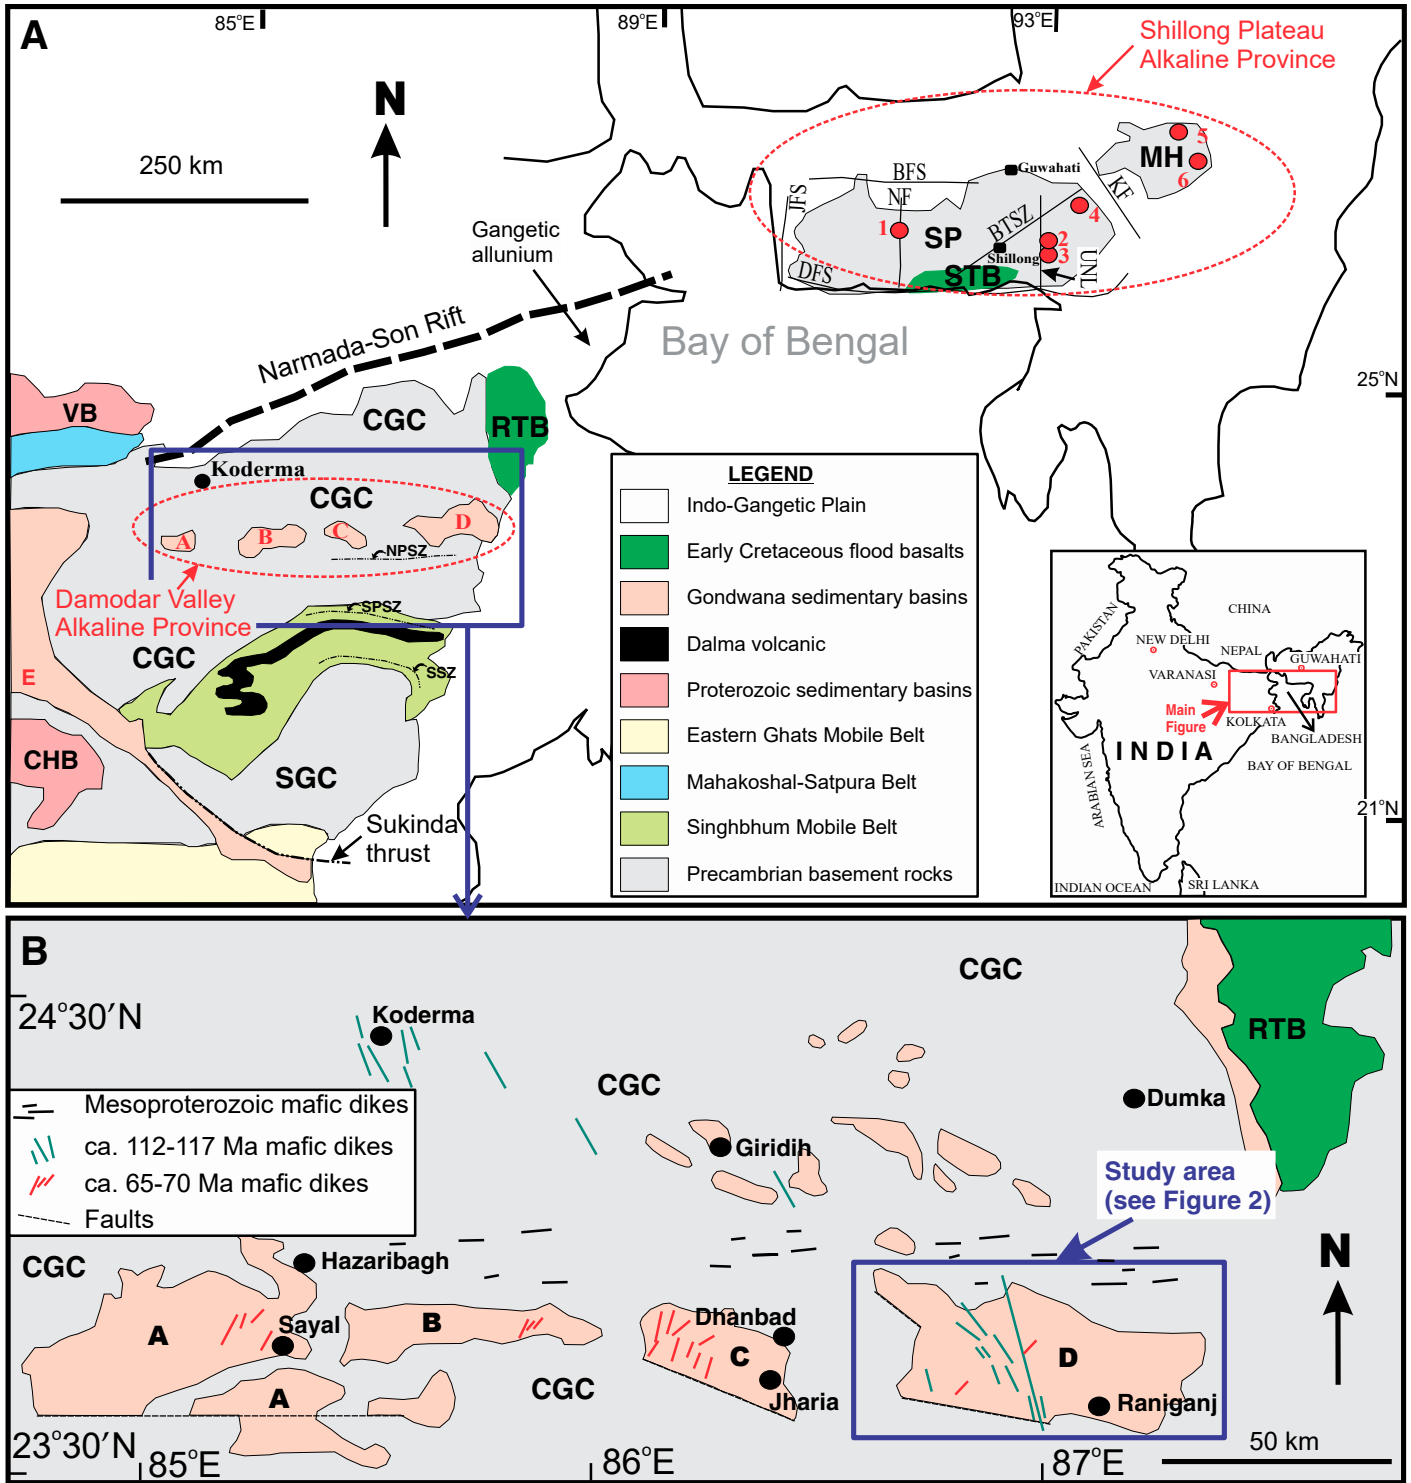 A
85°E
89°E
93°E
Shillong Plateau
Alkaline Province
N
250 km
5
MH
6
KF
Guwahati
BFS
NF
JFS
1
SP
BTSZ
4
2
3
Shillong
UNL
DFS
STB
Gangetic
allunium
Narmada-Son Rift
Bay of Bengal
25°N
VB
CGC
RTB
Koderma
CGC
A
B
C
D
NPSZ
Damodar Valley
Alkaline Province
SPSZ
CGC
SSZ
E
CHB
SGC
Sukinda
thrust
LEGEND
Indo-Gangetic Plain
Early Cretaceous flood basalts
Gondwana sedimentary basins
Dalma volcanic
Proterozoic sedimentary basins
Eastern Ghats Mobile Belt
Mahakoshal-Satpura Belt
Singhbhum Mobile Belt
Precambrian basement rocks
CHINA
PAKISTAN
NEW DELHI
NEPAL
GUWAHATI
VARANASI
Main
Figure
KOLKATA
BANGLADESH
INDIA
BAY OF BENGAL
ARABIAN SEA
INDIAN OCEAN
SRI LANKA
21°N
B
CGC
24°30′N
Koderma
RTB
CGC
Dumka
Mesoproterozoic mafic dikes
ca. 112-117 Ma mafic dikes
ca. 65-70 Ma mafic dikes
Faults
Giridih
Study area
(see Figure 2)
CGC
Hazaribagh
N
A
Sayal
B
Dhanbad
C
D
A
CGC
Jharia
Raniganj
23°30′N
85°E
86°E
87°E
50 km